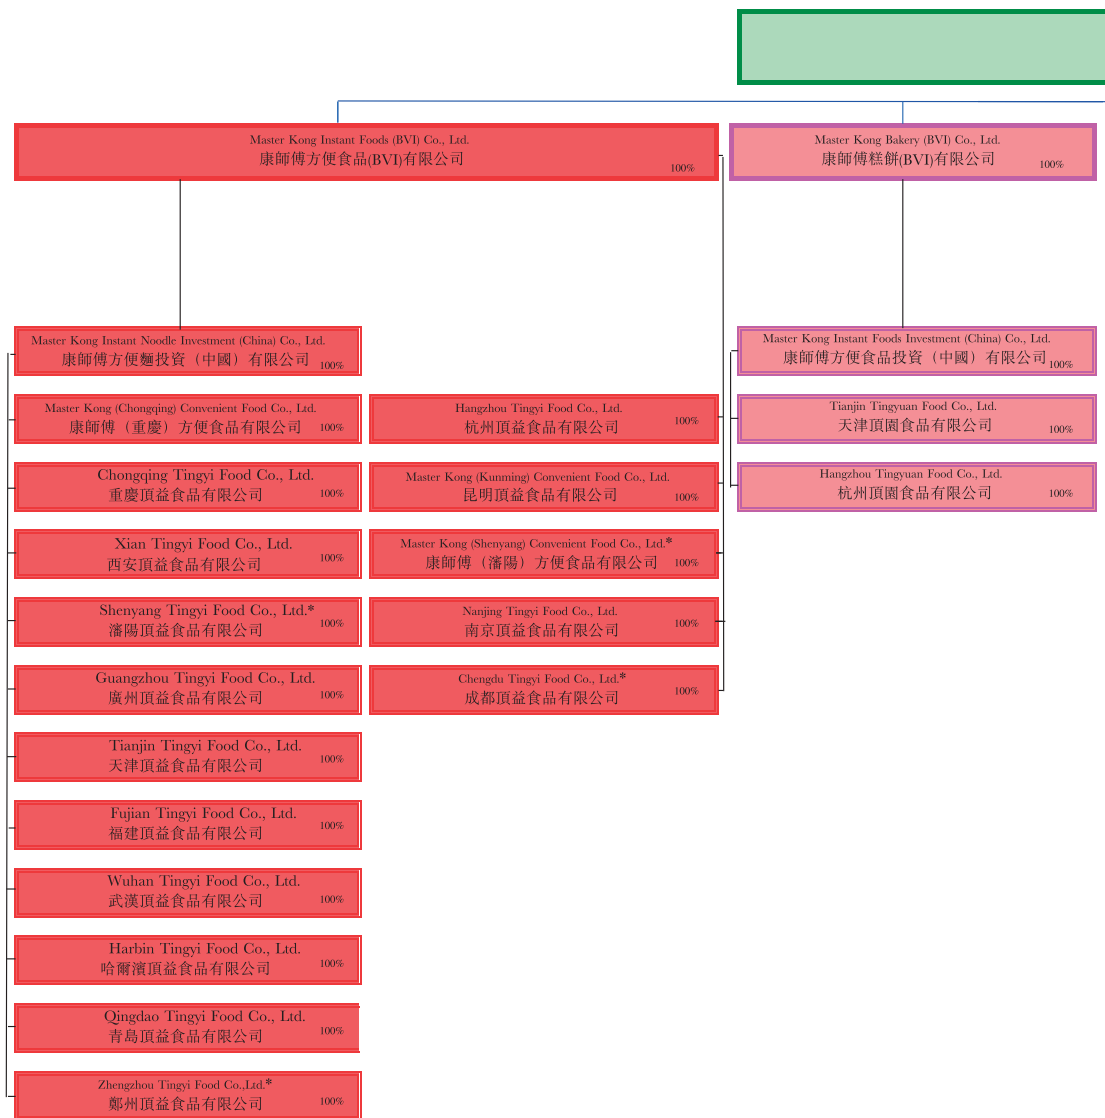 Master Kong Instant Foods (BVI) Co., Ltd.
康師傅方便食品(BVI)有限公司
100%
Master Kong Bakery (BVI) Co., Ltd.
康師傅糕餅(BVI)有限公司
100%
Master Kong Instant Noodle Investment (China) Co., Ltd.
康師傅方便麵投資（中國）有限公司
100%
Master Kong (Chongqing) Convenient Food Co., Ltd.
康師傅（重慶）方便食品有限公司
100%
Chongqing Tingyi Food Co., Ltd.
重慶頂益食品有限公司
100%
Xian Tingyi Food Co., Ltd.
西安頂益食品有限公司
100%
Shenyang Tingyi Food Co., Ltd.*
瀋陽頂益食品有限公司
100%
Guangzhou Tingyi Food Co., Ltd.
廣州頂益食品有限公司
100%
Tianjin Tingyi Food Co., Ltd.
天津頂益食品有限公司
100%
Fujian Tingyi Food Co., Ltd.
福建頂益食品有限公司
100%
Wuhan Tingyi Food Co., Ltd.
武漢頂益食品有限公司
100%
Harbin Tingyi Food Co., Ltd.
哈爾濱頂益食品有限公司
100%
Qingdao Tingyi Food Co., Ltd.
青島頂益食品有限公司
100%
Zhengzhou Tingyi Food Co.,Ltd.*
鄭州頂益食品有限公司
100%
Hangzhou Tingyi Food Co., Ltd.
杭州頂益食品有限公司
100%
Master Kong (Kunming) Convenient Food Co., Ltd.
昆明頂益食品有限公司
100%
Master Kong (Shenyang) Convenient Food Co., Ltd.*
康師傅（瀋陽）方便食品有限公司
100%
Nanjing Tingyi Food Co., Ltd.
南京頂益食品有限公司
100%
Chengdu Tingyi Food Co., Ltd.*
成都頂益食品有限公司
100%
Master Kong Instant Foods Investment (China) Co., Ltd.
康師傅方便食品投資（中國）有限公司
100%
Tianjin Tingyuan Food Co., Ltd.
天津頂園食品有限公司
100%
Hangzhou Tingyuan Food Co., Ltd.
杭州頂園食品有限公司
100%